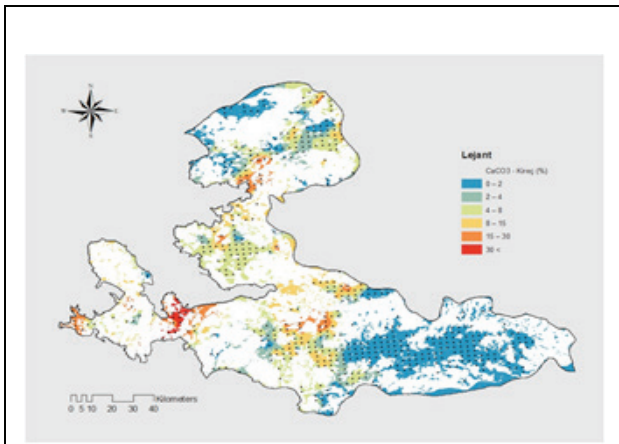 N
W
E
S
Lejant
CaCO3 - Kireç (%)
0 – 2
2 – 4
4 – 8
8 – 15
15 – 30
30 <
Kilometers
0 5 10 20 30 40